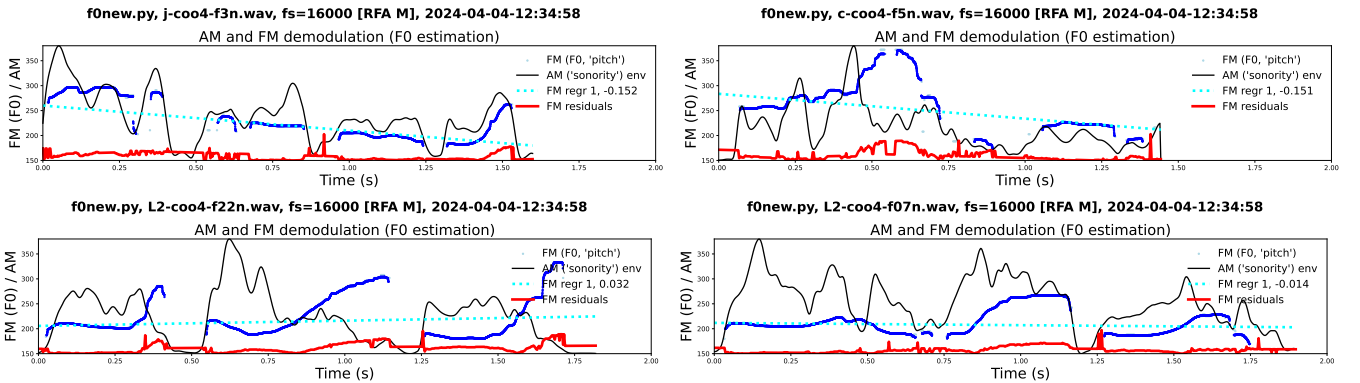 f0new.py, j-coo4-f3n.wav, fs=16000 [RFA M], 2024-04-04-12:34:58
AM and FM demodulation (F0 estimation)
FM (F0) / AM
350
300
250
200
150
FM (F0, 'pitch')
AM ('sonority') env
FM regr 1, -0.152
FM residuals
0.00 0.25 0.50 0.75 1.00 1.25 1.50 1.75 2.00
Time (s)
f0new.py, c-coo4-f5n.wav, fs=16000 [RFA M], 2024-04-04-12:34:58
AM and FM demodulation (F0 estimation)
FM (F0) / AM
350
300
250
200
150
FM (F0, 'pitch')
AM ('sonority') env
FM regr 1, -0.151
FM residuals
0.00 0.25 0.50 0.75 1.00 1.25 1.50 1.75 2.00
Time (s)
f0new.py, L2-coo4-f22n.wav, fs=16000 [RFA M], 2024-04-04-12:34:58
AM and FM demodulation (F0 estimation)
FM (F0) / AM
350
300
250
200
150
FM (F0, 'pitch')
AM ('sonority') env
FM regr 1, 0.032
FM residuals
0.00 0.25 0.50 0.75 1.00 1.25 1.50 1.75 2.00
Time (s)
f0new.py, L2-coo4-f07n.wav, fs=16000 [RFA M], 2024-04-04-12:34:58
AM and FM demodulation (F0 estimation)
FM (F0) / AM
350
300
250
200
150
FM (F0, 'pitch')
AM ('sonority') env
FM regr 1, -0.014
FM residuals
0.00 0.25 0.50 0.75 1.00 1.25 1.50 1.75 2.00
Time (s)